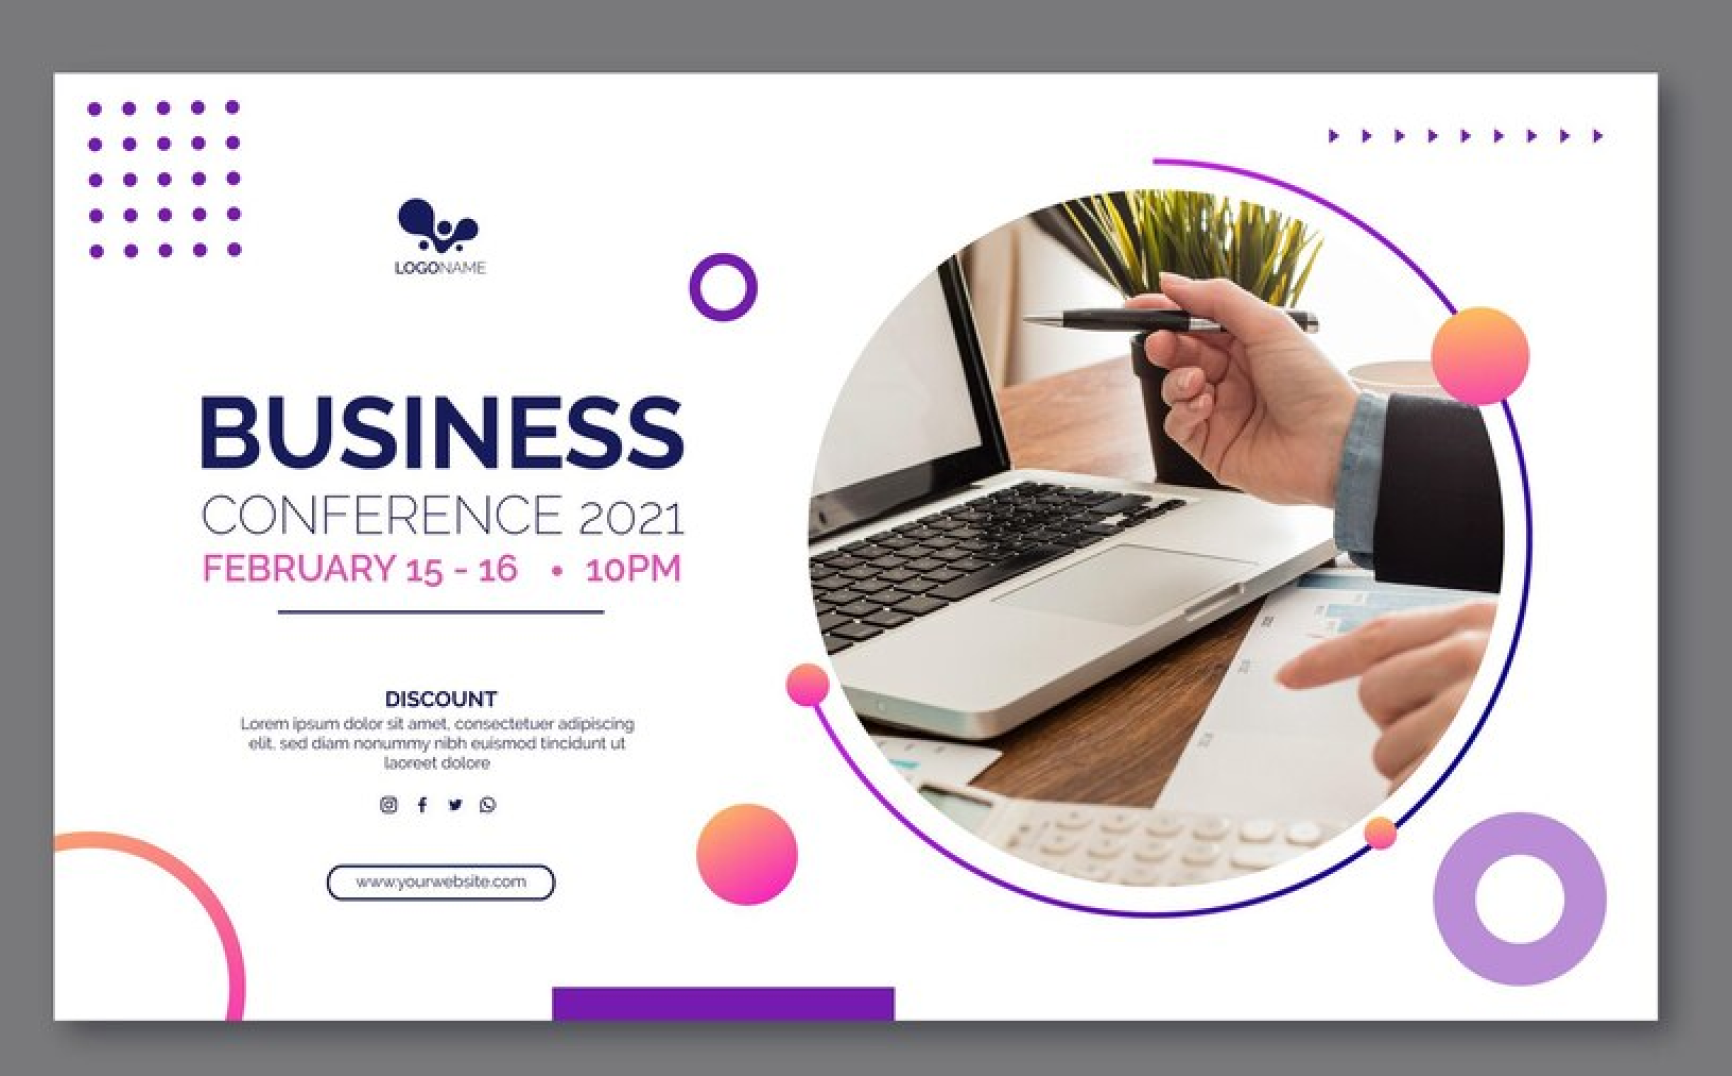 LOGONAME
BUSINESS
CONFERENCE 2021
FEBRUARY 15 - 16 • 10PM
DISCOUNT
Lorem ipsum dolor sit amet, consectetuer adipiscing
elit, sed diam nonummy nibh euismod tincidunt ut
laoreet dolore
www.yourwebsite.com